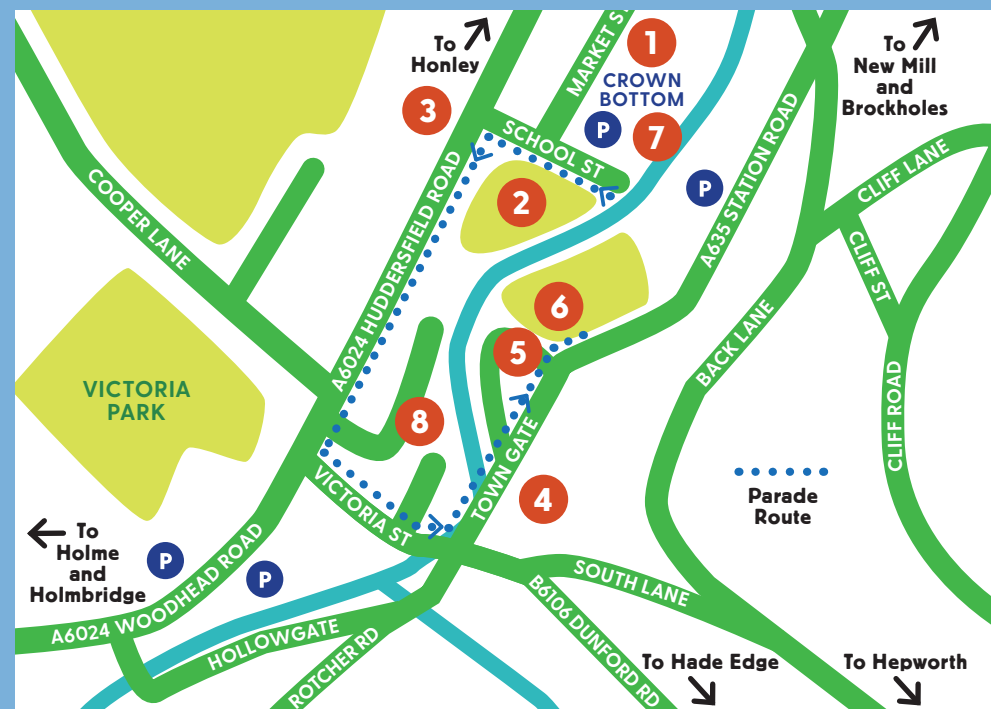 To
Honley
MARKET ST
1
CROWN
BOTTOM
P
7
3
SCHOOL ST
2
P
To
New Mill
and
Brockholes
CLIFF LANE
CLIFF ST
CLIFF ROAD
A635 STATION ROAD
BACK LANE
COOPER LANE
A6024 HUDDERSFIELD ROAD
6
5
8
VICTORIA
PARK
TOWN GATE
4
VICTORIA ST
Parade
Route
To
Holme
and
Holmbridge
P
P
A6024 WOODHEAD ROAD
HOLLOWGATE
ROTCHER RD
SOUTH LANE
B6106 DUNFORD RD
To Hade Edge
To Hepworth